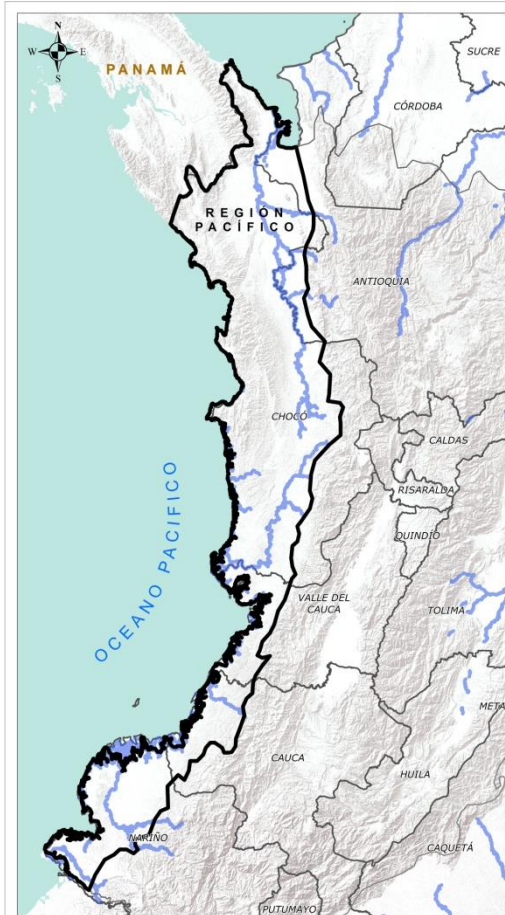 N
W E
S
PANAMÁ
SUCRE
CÓRDOBA
REGIÓN
PACÍFICO
ANTIOQUIA
CHOCÓ
CALDAS
RISARALDA
QUINDÍO
OCEANO PACIFICO
VALLE DEL
CAUCA
TOLIMA
META
CAUCA
HUILA
NARIÑO
CAQUETÁ
PUTUMAYO